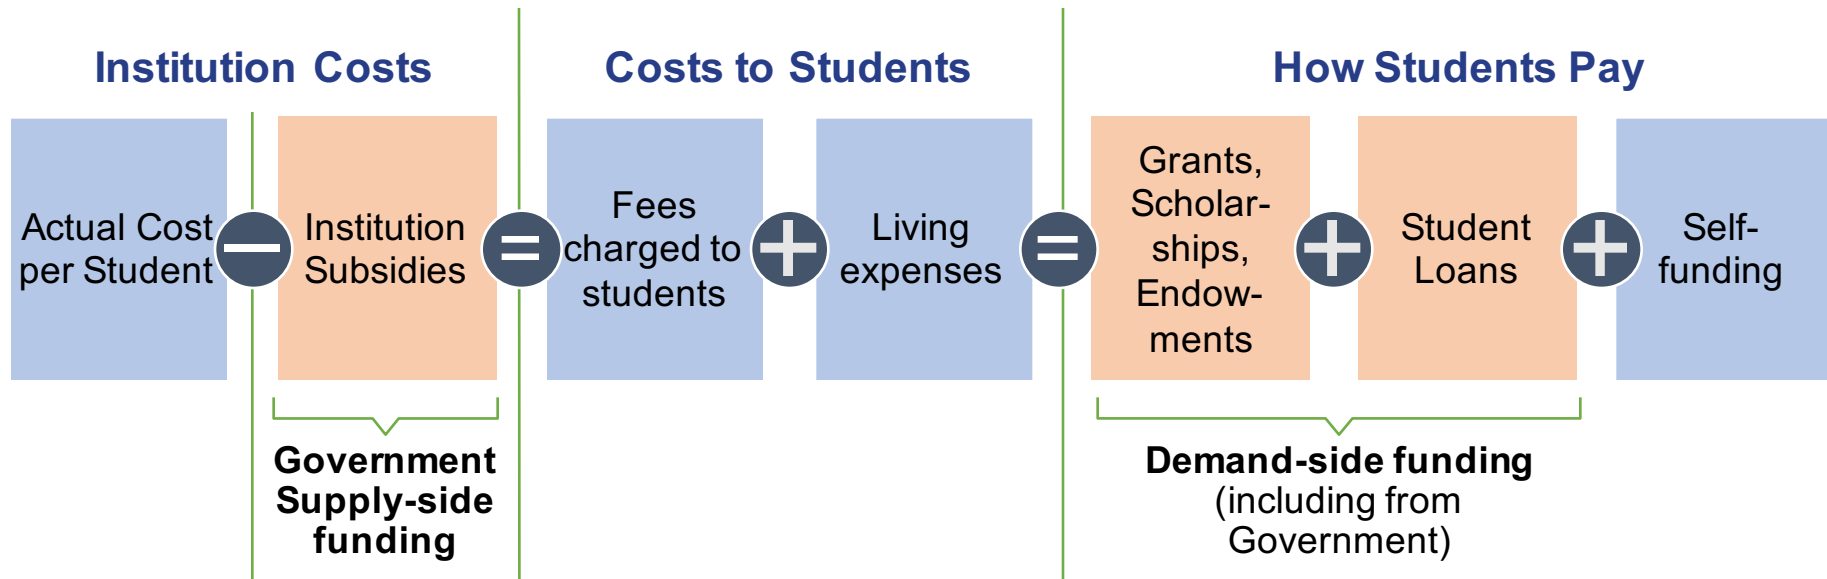 Institution Costs
Costs to Students
How Students Pay
Actual Cost
per Student
−
Institution
Subsidies
=
Fees
charged to
students
+
Living
expenses
=
Grants,
Scholar-
ships,
Endow-
ments
+
Student
Loans
+
Self-
funding
Government
Supply-side
funding
Demand-side funding
(including from
Government)